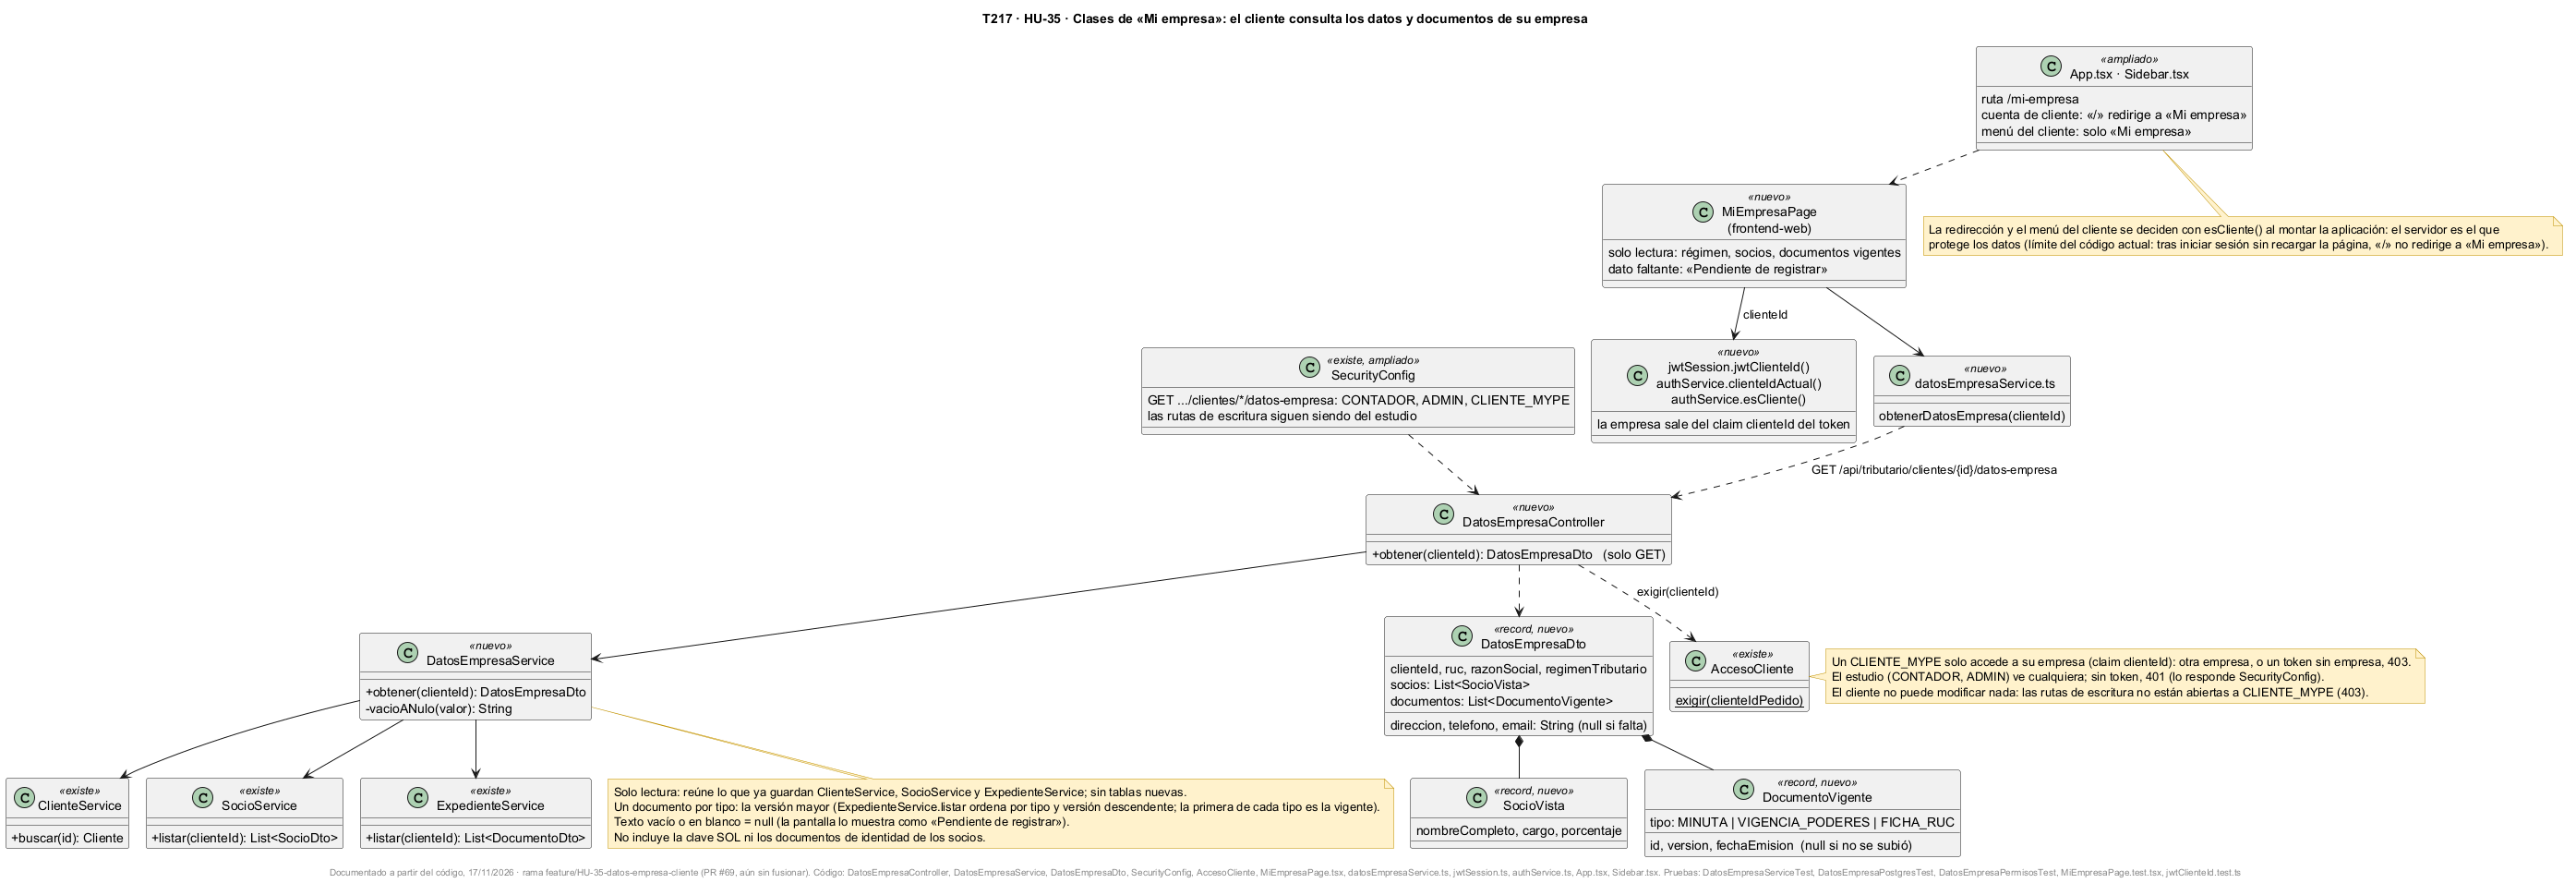 T217 · HU-35 · Clases de «Mi empresa»: el cliente consulta los datos y documentos de su empresa
«ampliado»
App.tsx · Sidebar.tsx
ruta /mi-empresa
cuenta de cliente: «/» redirige a «Mi empresa»
menú del cliente: solo «Mi empresa»
«nuevo»
MiEmpresaPage
(frontend-web)
solo lectura: régimen, socios, documentos vigentes
dato faltante: «Pendiente de registrar»
La redirección y el menú del cliente se deciden con esCliente() al montar la aplicación: el servidor es el que
protege los datos (límite del código actual: tras iniciar sesión sin recargar la página, «/» no redirige a «Mi empresa»).
clienteId
«existe, ampliado»
SecurityConfig
GET .../clientes/*/datos-empresa: CONTADOR, ADMIN, CLIENTE_MYPE
las rutas de escritura siguen siendo del estudio
«nuevo»
jwtSession.jwtClienteId()
authService.clienteIdActual()
authService.esCliente()
la empresa sale del claim clienteId del token
«nuevo»
datosEmpresaService.ts
obtenerDatosEmpresa(clienteId)
GET /api/tributario/clientes/{id}/datos-empresa
«nuevo»
DatosEmpresaController
+obtener(clienteId): DatosEmpresaDto (solo GET)
exigir(clienteId)
«nuevo»
DatosEmpresaService
+obtener(clienteId): DatosEmpresaDto
-vacioANulo(valor): String
«record, nuevo»
DatosEmpresaDto
clienteId, ruc, razonSocial, regimenTributario
socios: List<SocioVista>
documentos: List<DocumentoVigente>
direccion, telefono, email: String (null si falta)
«existe»
AccesoCliente
exigir(clienteIdPedido)
Un CLIENTE_MYPE solo accede a su empresa (claim clienteId): otra empresa, o un token sin empresa, 403.
El estudio (CONTADOR, ADMIN) ve cualquiera; sin token, 401 (lo responde SecurityConfig).
El cliente no puede modificar nada: las rutas de escritura no están abiertas a CLIENTE_MYPE (403).
«existe»
ClienteService
+buscar(id): Cliente
«existe»
SocioService
+listar(clienteId): List<SocioDto>
«existe»
ExpedienteService
+listar(clienteId): List<DocumentoDto>
Solo lectura: reúne lo que ya guardan ClienteService, SocioService y ExpedienteService; sin tablas nuevas.
Un documento por tipo: la versión mayor (ExpedienteService.listar ordena por tipo y versión descendente; la primera de cada tipo es la vigente).
Texto vacío o en blanco = null (la pantalla lo muestra como «Pendiente de registrar»).
No incluye la clave SOL ni los documentos de identidad de los socios.
«record, nuevo»
SocioVista
nombreCompleto, cargo, porcentaje
«record, nuevo»
DocumentoVigente
tipo: MINUTA | VIGENCIA_PODERES | FICHA_RUC
id, version, fechaEmision (null si no se subió)
Documentado a partir del código, 17/11/2026 · rama feature/HU-35-datos-empresa-cliente (PR #69, aún sin fusionar). Código: DatosEmpresaController, DatosEmpresaService, DatosEmpresaDto, SecurityConfig, AccesoCliente, MiEmpresaPage.tsx, datosEmpresaService.ts, jwtSession.ts, authService.ts, App.tsx, Sidebar.tsx. Pruebas: DatosEmpresaServiceTest, DatosEmpresaPostgresTest, DatosEmpresaPermisosTest, MiEmpresaPage.test.tsx, jwtClienteId.test.ts